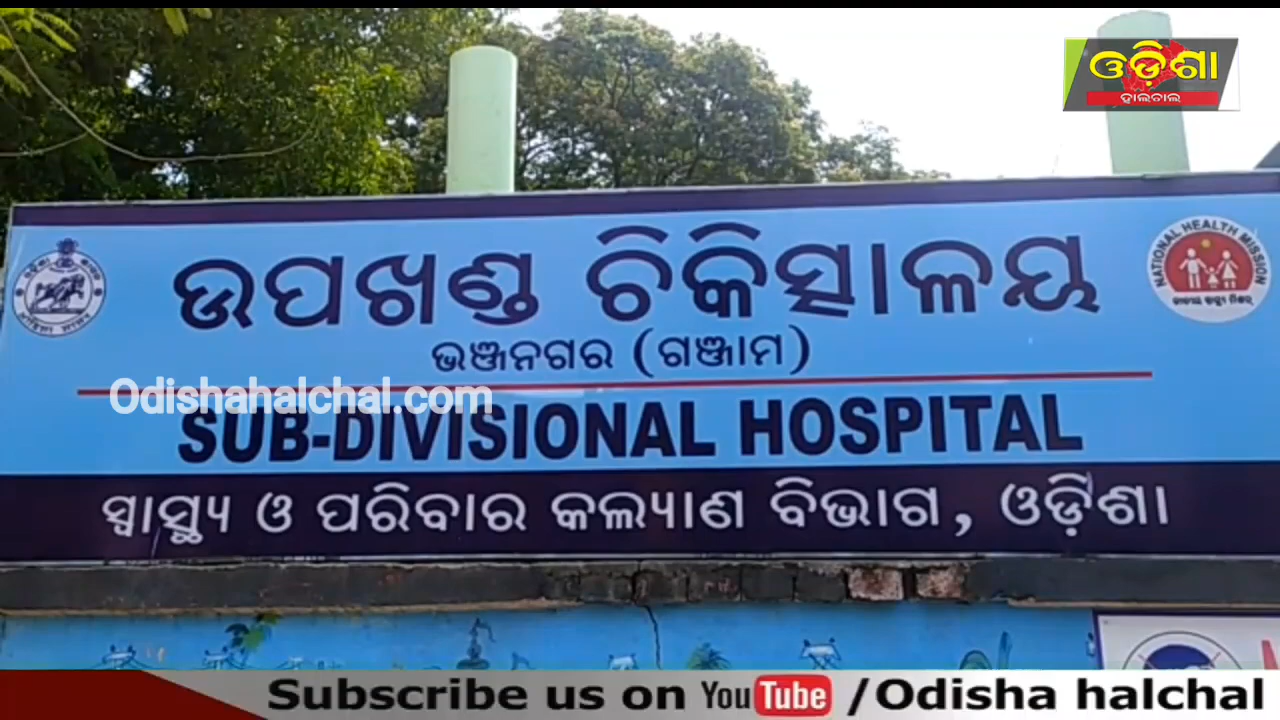 ଓଡ଼ିଶା
ହାଲଚାଲ
ଉପଖଣ୍ଡ ଚିକିତ୍ସାଳୟ
ଭଞ୍ଜନଗର (ଗଞ୍ଜାମ)
NATIONAL HEALTH MISSION
Odishahalchal.com
SUB-DIVISIONAL HOSPITAL
ସ୍ୱାସ୍ଥ୍ୟ ଓ ପରିବାର କଲ୍ୟାଣ ବିଭାଗ, ଓଡ଼ିଶା
Subscribe us on YouTube /Odisha halchal